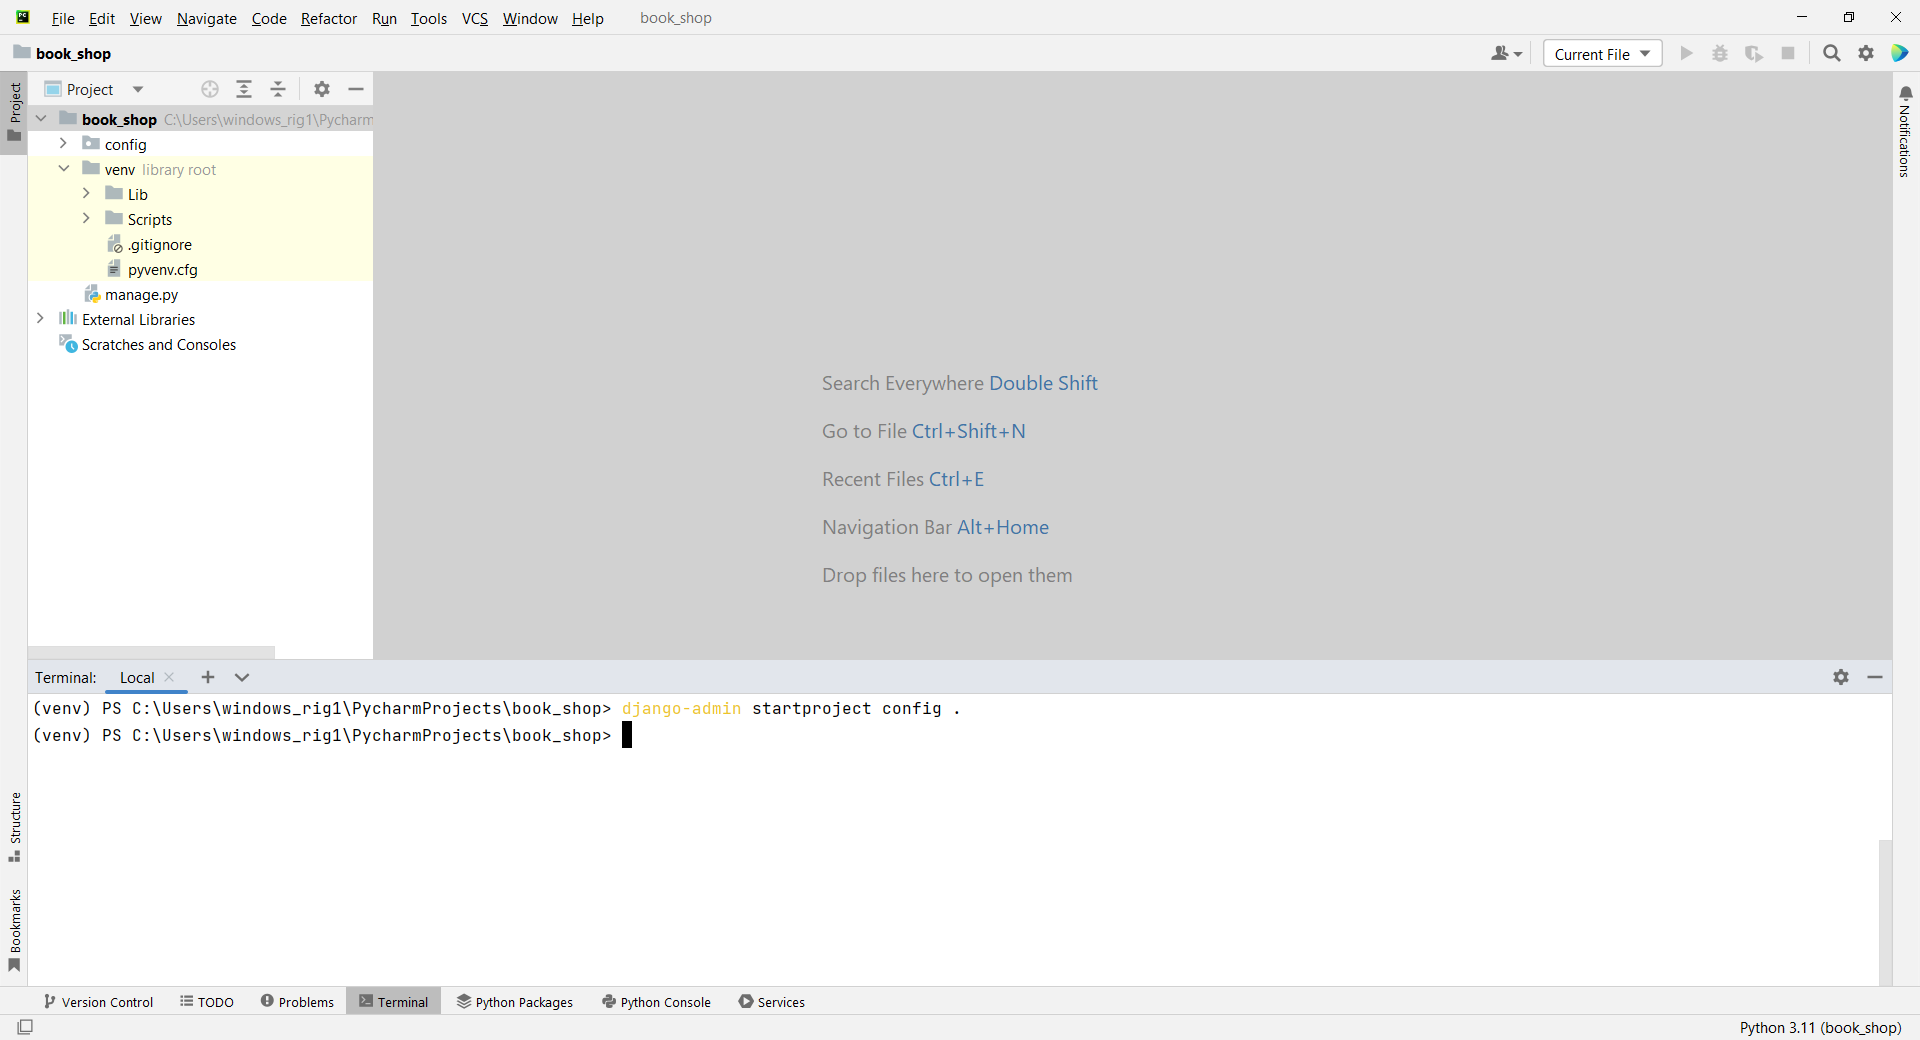 File Edit View Navigate Code Refactor Run Tools VCS Window Help book_shop
book_shop
Current File
Project
Project
book_shop C:\Users\windows_rig1\Pycharm
config
venv library root
Lib
Scripts
.gitignore
pyvenv.cfg
manage.py
External Libraries
Scratches and Consoles
Notifications
Search Everywhere Double Shift
Go to File Ctrl+Shift+N
Recent Files Ctrl+E
Navigation Bar Alt+Home
Drop files here to open them
Terminal: Local
(venv) PS C:\Users\windows_rig1\PycharmProjects\book_shop> django-admin startproject config .
(venv) PS C:\Users\windows_rig1\PycharmProjects\book_shop>
Structure
Bookmarks
Version Control TODO Problems Terminal Python Packages Python Console Services
Python 3.11 (book_shop)